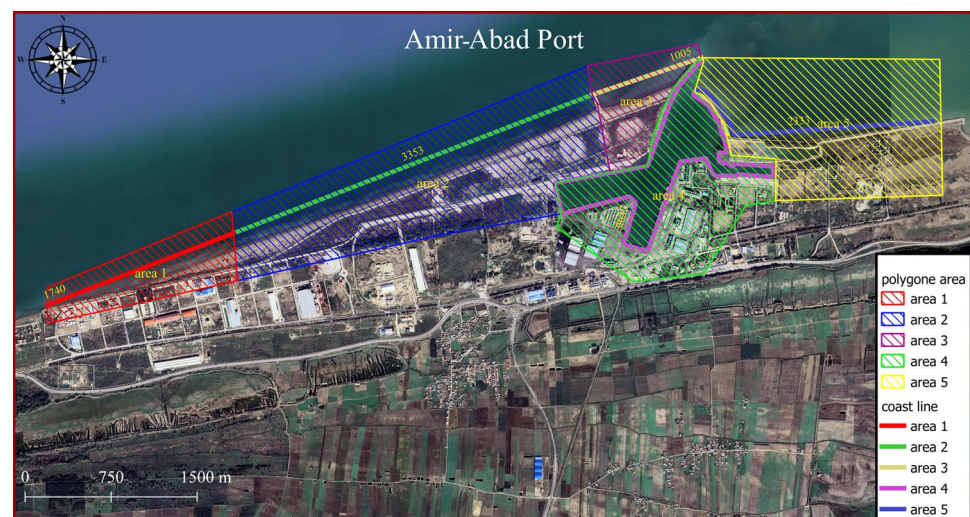 Amir-Abad Port
N
W
E
S
1005
area 3
2333
area 5
3353
area 2
area 4
area 1
1740
polygone area
area 1
area 2
area 3
area 4
area 5
coast line
area 1
area 2
area 3
area 4
area 5
0
750
1500 m